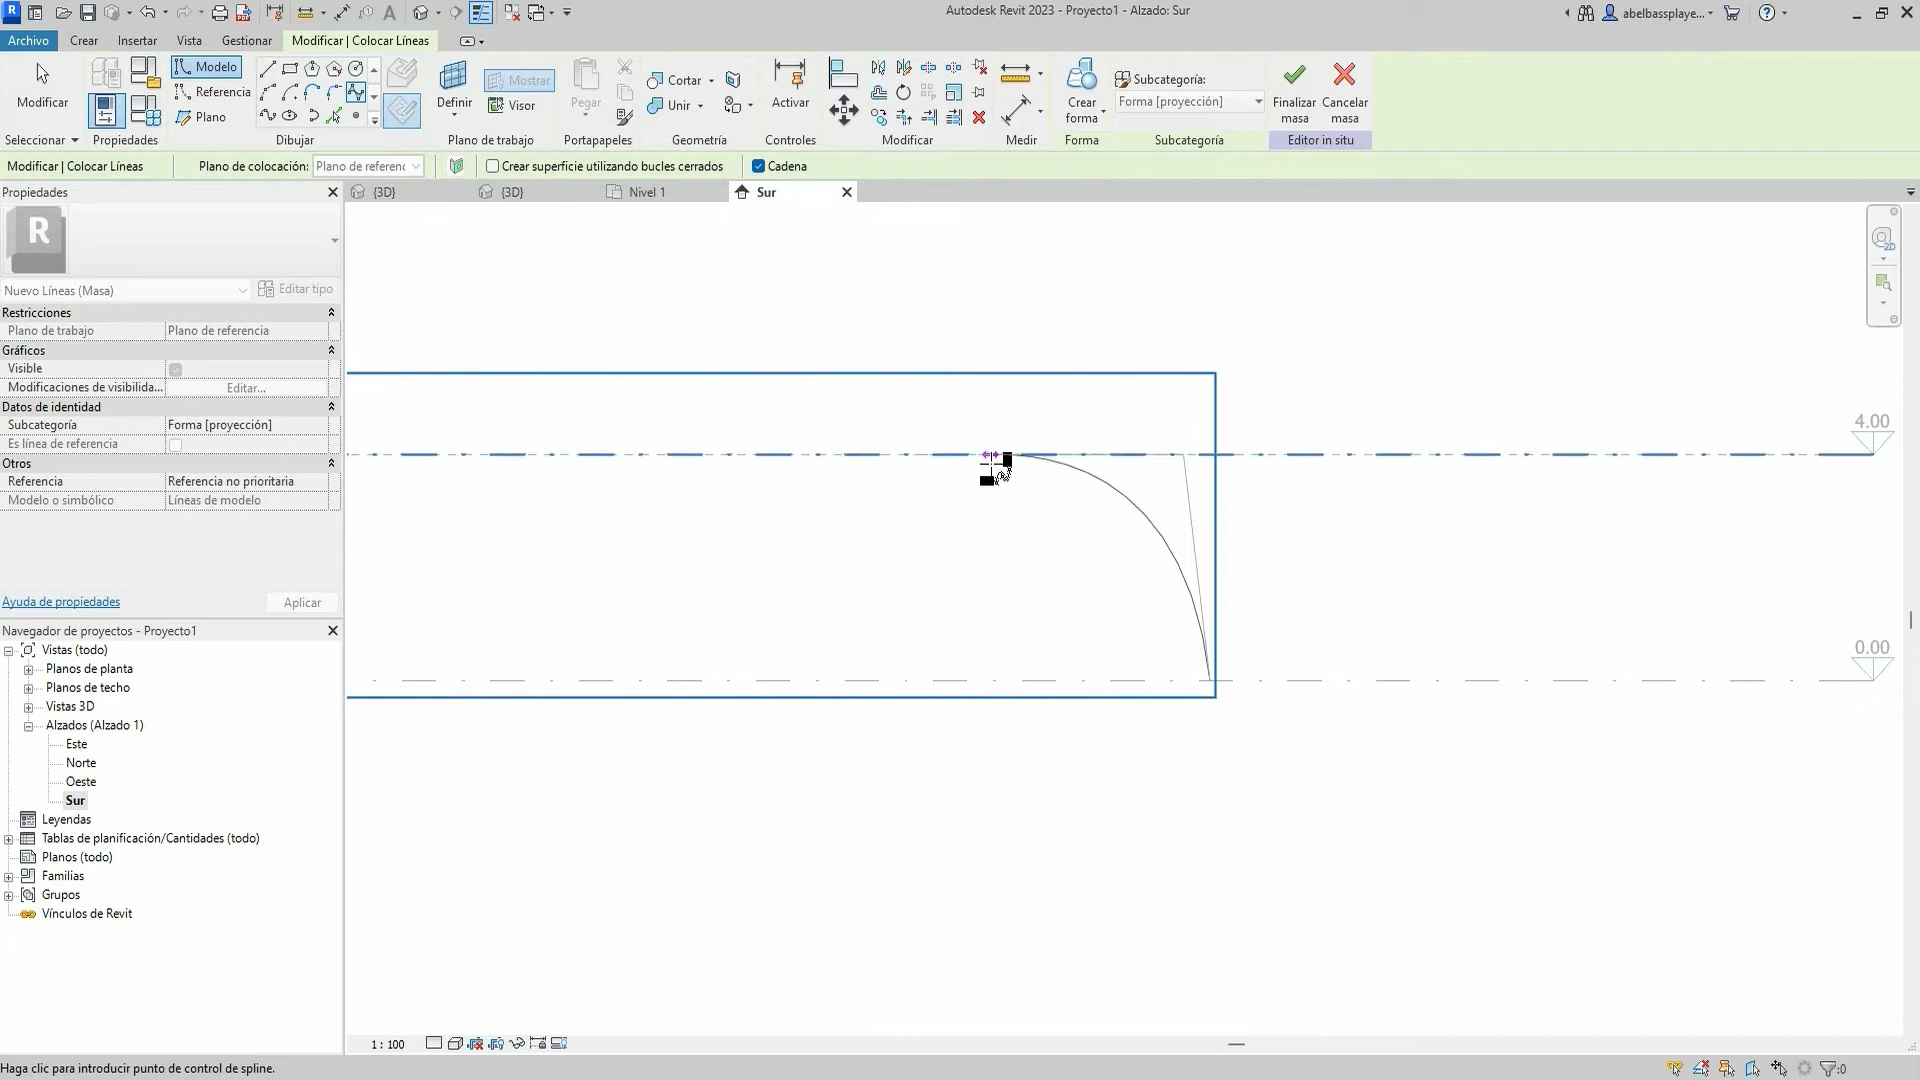 Autodesk Revit 2023 - Proyecto1 - Alzado: Sur
abelbassplaye...
Archivo
Crear
Insertar
Vista
Gestionar
Modificar | Colocar Líneas
Modificar
Modelo
Referencia
Plano
Definir
Mostrar
Visor
Pegar
Cortar
Unir
Activar
Crear
forma
Subcategoría:
Forma [proyección]
Finalizar
masa
Cancelar
masa
Seleccionar
Propiedades
Dibujar
Plano de trabajo
Portapapeles
Geometría
Controles
Modificar
Medir
Forma
Subcategoría
Editor in situ
Modificar | Colocar Líneas
Plano de colocación:
Plano de referenc
Crear superficie utilizando bucles cerrados
Cadena
Propiedades
{3D}
{3D}
Nivel 1
Sur
R
Nuevo Líneas (Masa)
Editar tipo
Restricciones
Plano de trabajo
Plano de referencia
Gráficos
Visible
Modificaciones de visibilida...
Editar...
Datos de identidad
Subcategoría
Forma [proyección]
Es línea de referencia
Otros
Referencia
Referencia no prioritaria
Modelo o simbólico
Líneas de modelo
Ayuda de propiedades
Aplicar
Navegador de proyectos - Proyecto1
Vistas (todo)
Planos de planta
Planos de techo
Vistas 3D
Alzados (Alzado 1)
Este
Norte
Oeste
Sur
Leyendas
Tablas de planificación/Cantidades (todo)
Planos (todo)
Familias
Grupos
Vínculos de Revit
2D
4.00
0.00
1 : 100
Haga clic para introducir punto de control de spline.
:0